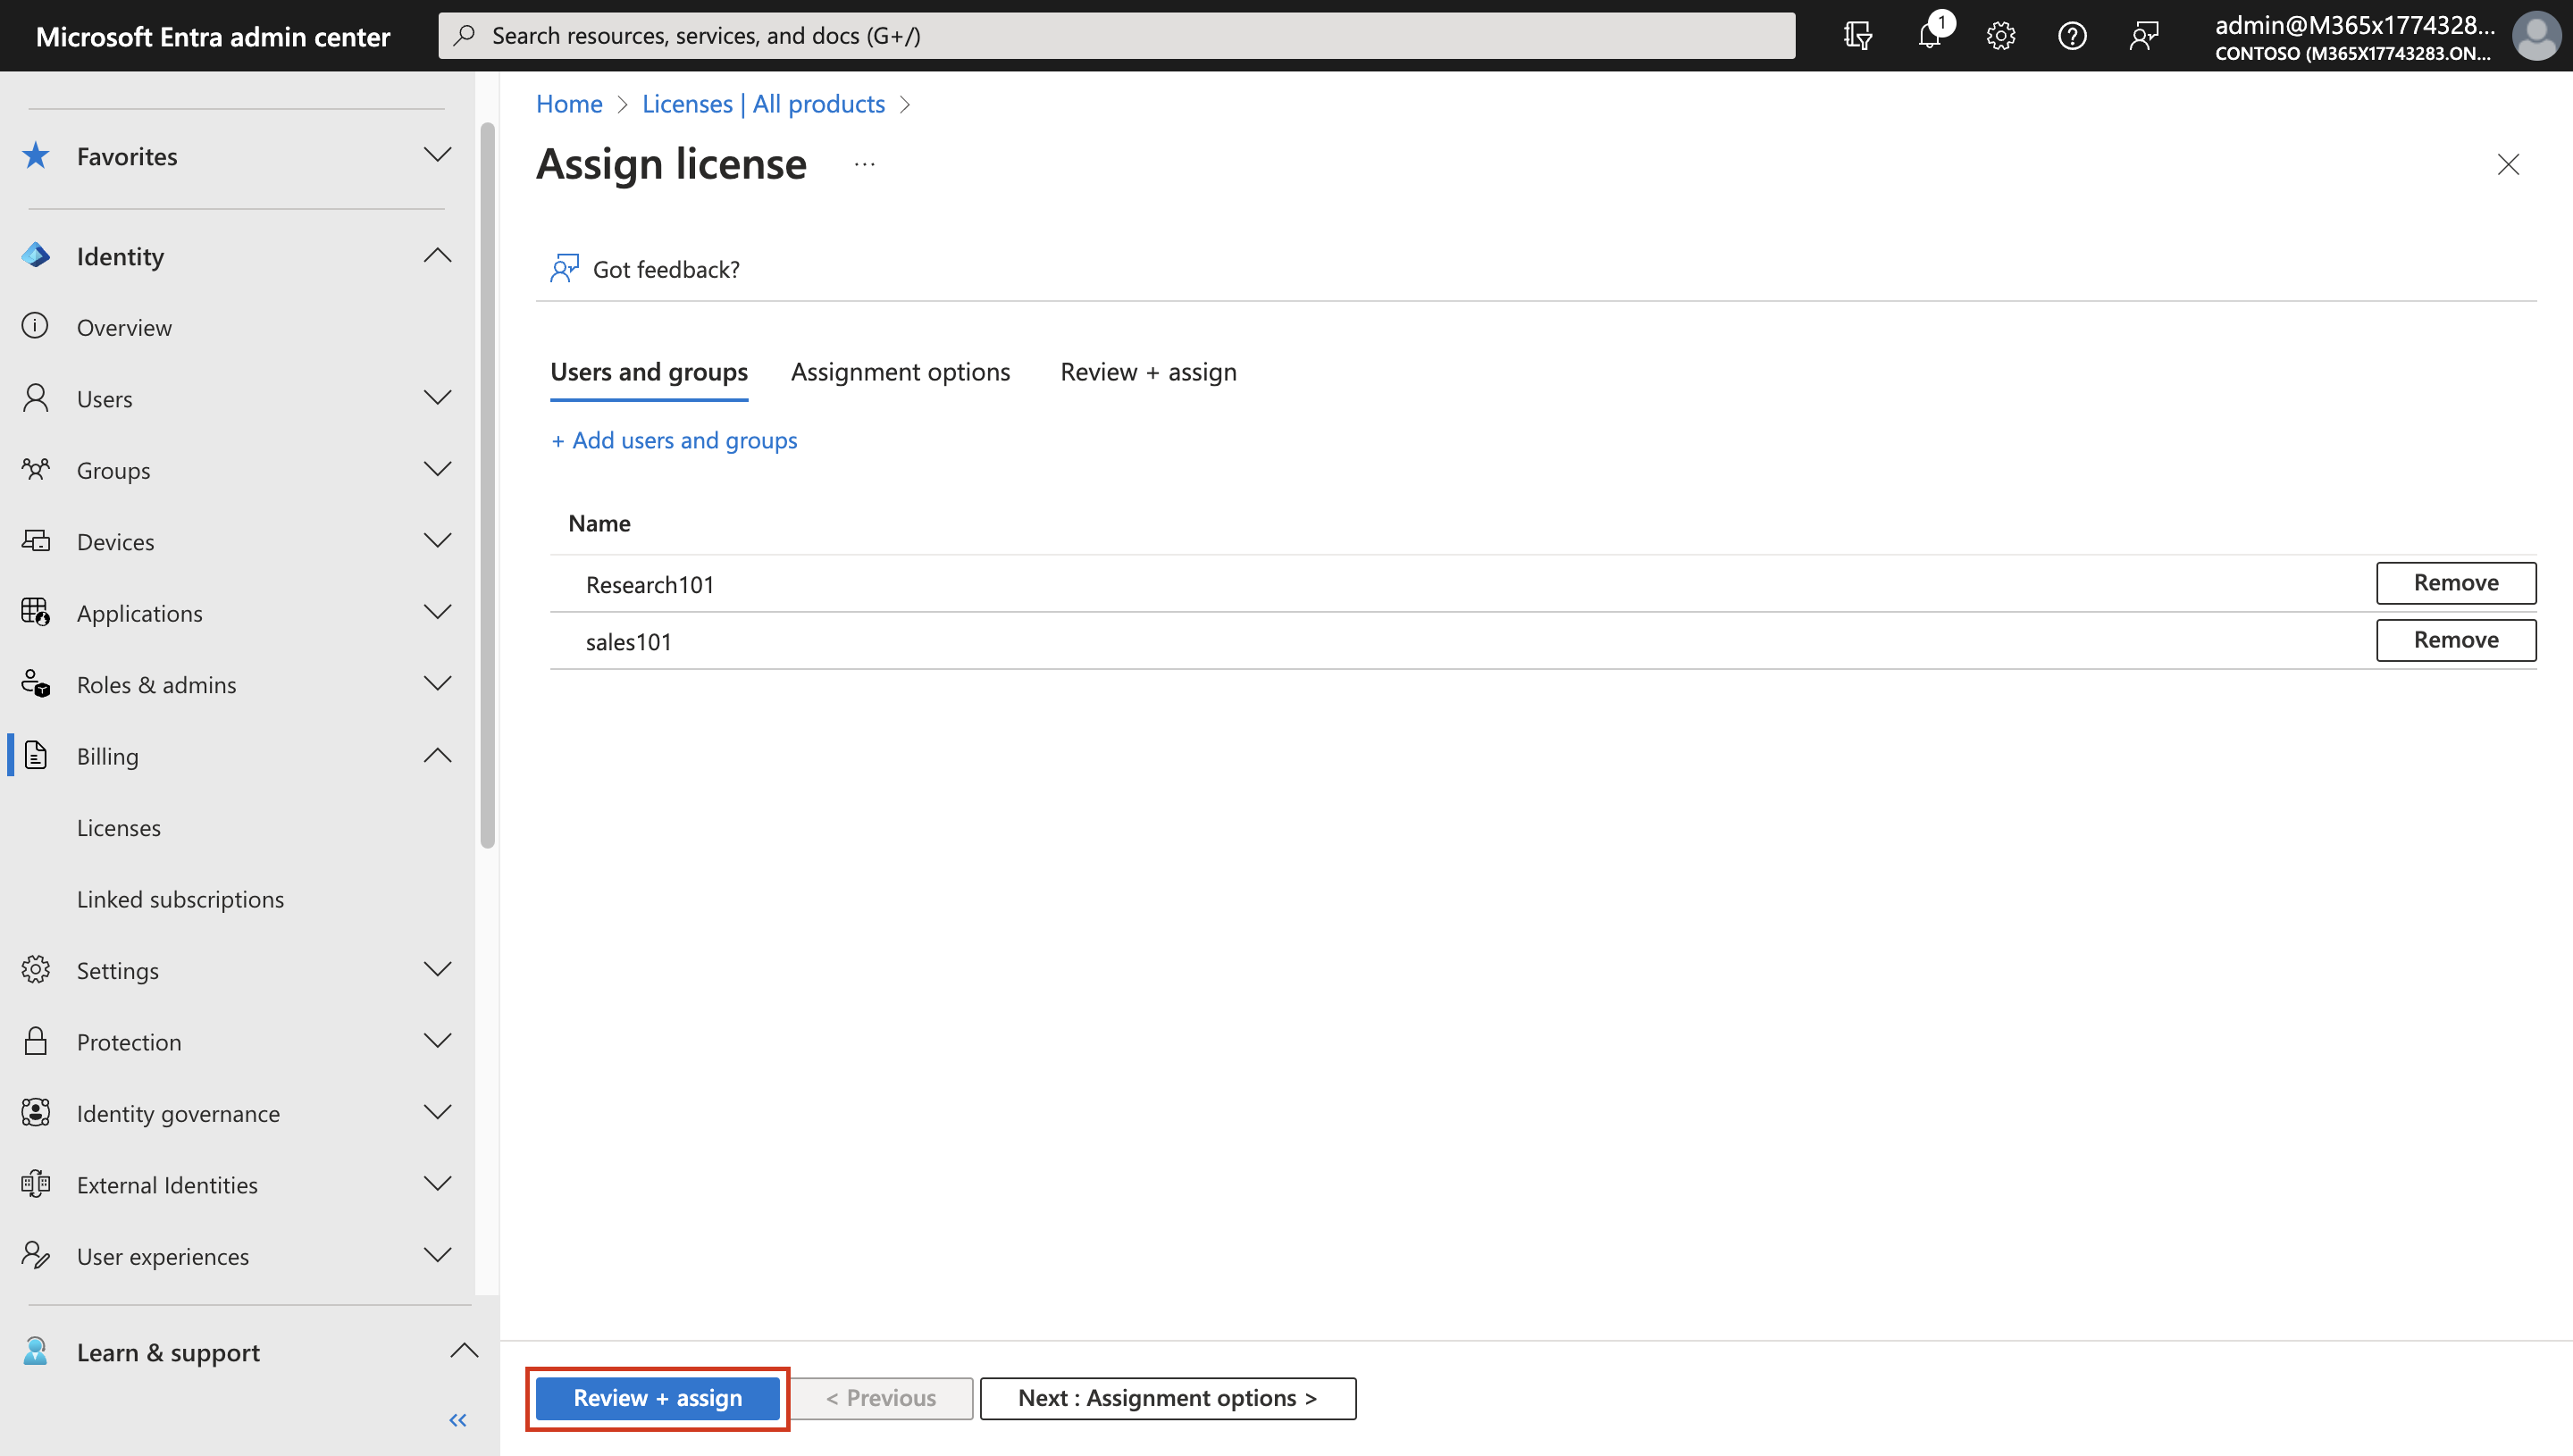 Microsoft Entra admin center
Search resources, services, and docs (G+/)
1
admin@M365x1774328...
CONTOSO (M365X17743283.ON...
Favorites
Identity
Overview
Users
Groups
Devices
Applications
Roles & admins
Billing
Licenses
Linked subscriptions
Settings
Protection
Identity governance
External Identities
User experiences
Learn & support
«
Home > Licenses | All products >
Assign license ...
Got feedback?
Users and groups Assignment options Review + assign
+ Add users and groups
Name
Research101 Remove
sales101 Remove
Review + assign < Previous Next : Assignment options >